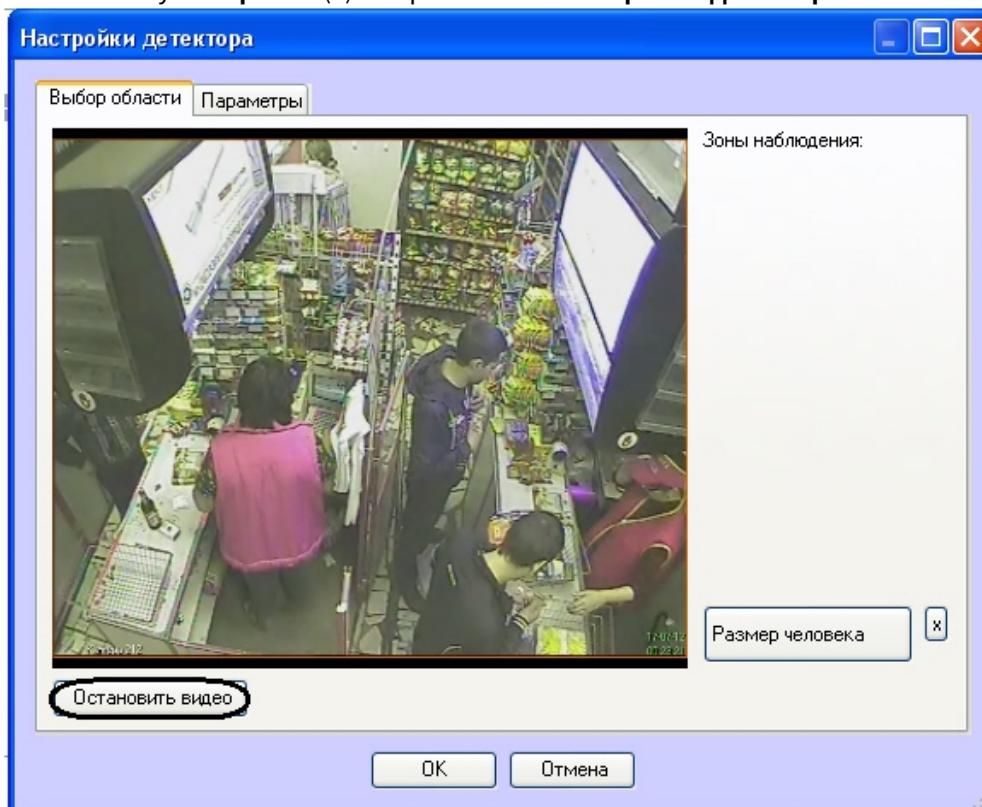 Настройки детектора
Выбор области
Параметры
Зоны наблюдения:
Размер человека
x
Остановить видео
OK
Отмена